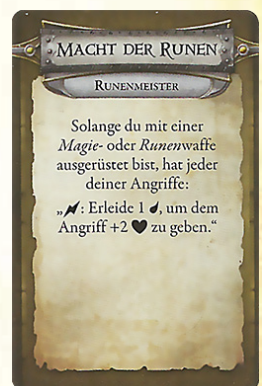 MACHT DER RUNEN
RUNENMEISTER
Solange du mit einer
Magie- oder Runenwaffe
ausgerüstet bist, hat jeder
deiner Angriffe:
„: Erleide 1 , um dem
Angriff +2 ♥ zu geben.“